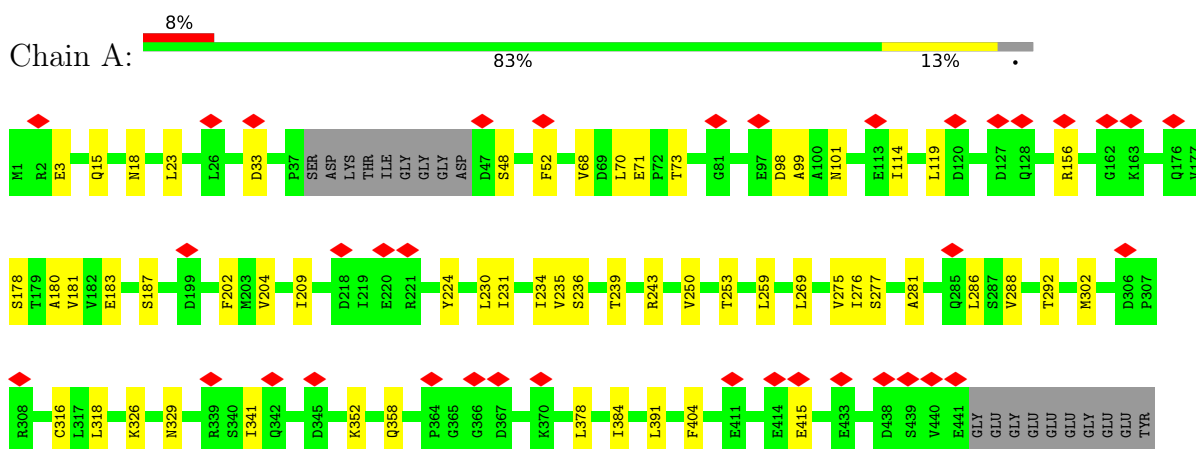 8%
Chain A:
83% 13% •
M1 R2 E3 Q15 N18 L23 L26 D33 P37 SER ASP LYS THR ILE GLY GLY GLY ASP D47 S48 F52 V68 D69 L70 E71 P72 T73 G81 E97 D98 A99 A100 N101 E113 I114 L119 D120 D127 Q128 R156 G162 K163 Q176 V177
S178 T179 A180 V181 V182 E183 S187 D199 F202 M203 V204 I209 D218 I219 E220 R221 Y224 L230 I231 I234 V235 S236 T239 R243 V250 T253 L259 L269 V275 I276 S277 A281 Q285 L286 S287 V288 T292 M302 D306 P307
R308 C316 L317 L318 K326 N329 R339 S340 I341 Q342 D345 K352 Q358 P364 G365 G366 D367 K370 L378 I384 L391 F404 E411 E414 E415 E433 D438 S439 V440 E441 GLY GLU GLY GLU GLU GLU GLY GLU GLU TYR